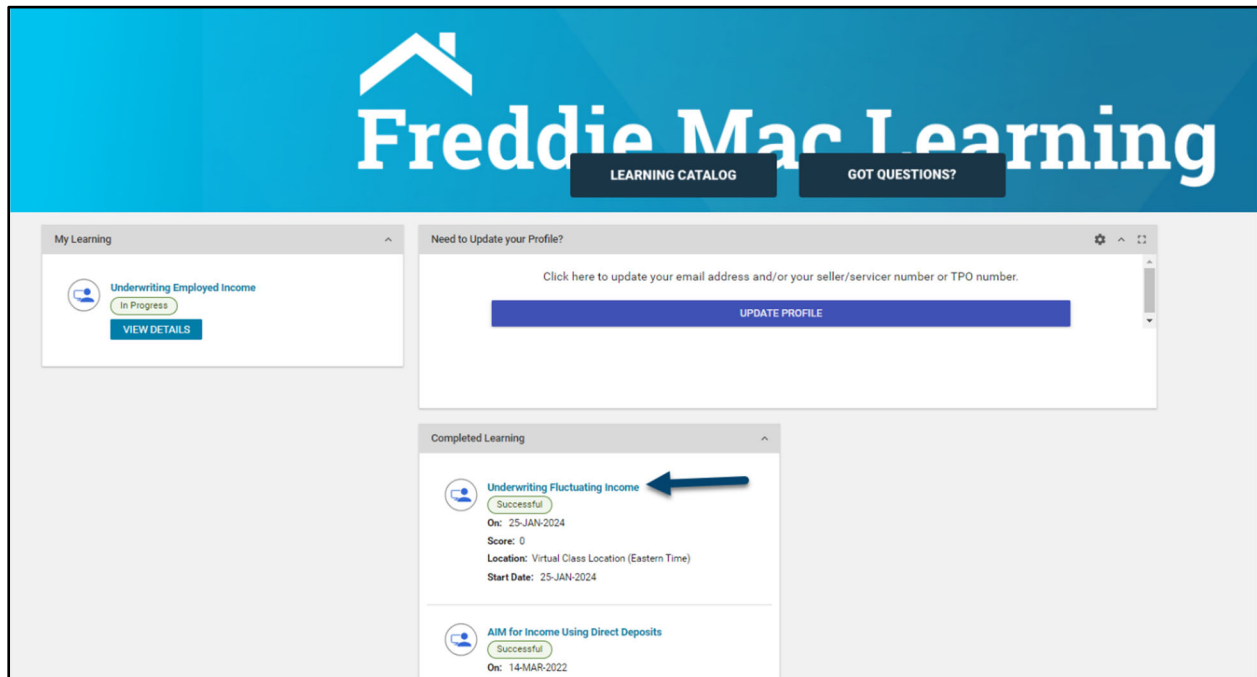 Freddie Mac Learning
LEARNING CATALOG
GOT QUESTIONS?
My Learning
Underwriting Employed Income
In Progress
VIEW DETAILS
Need to Update your Profile?
Click here to update your email address and/or your seller/servicer number or TPO number.
UPDATE PROFILE
Completed Learning
Underwriting Fluctuating Income
Successful
On: 25-JAN-2024
Score: 0
Location: Virtual Class Location (Eastern Time)
Start Date: 25-JAN-2024
AIM for Income Using Direct Deposits
Successful
On: 14-MAR-2022